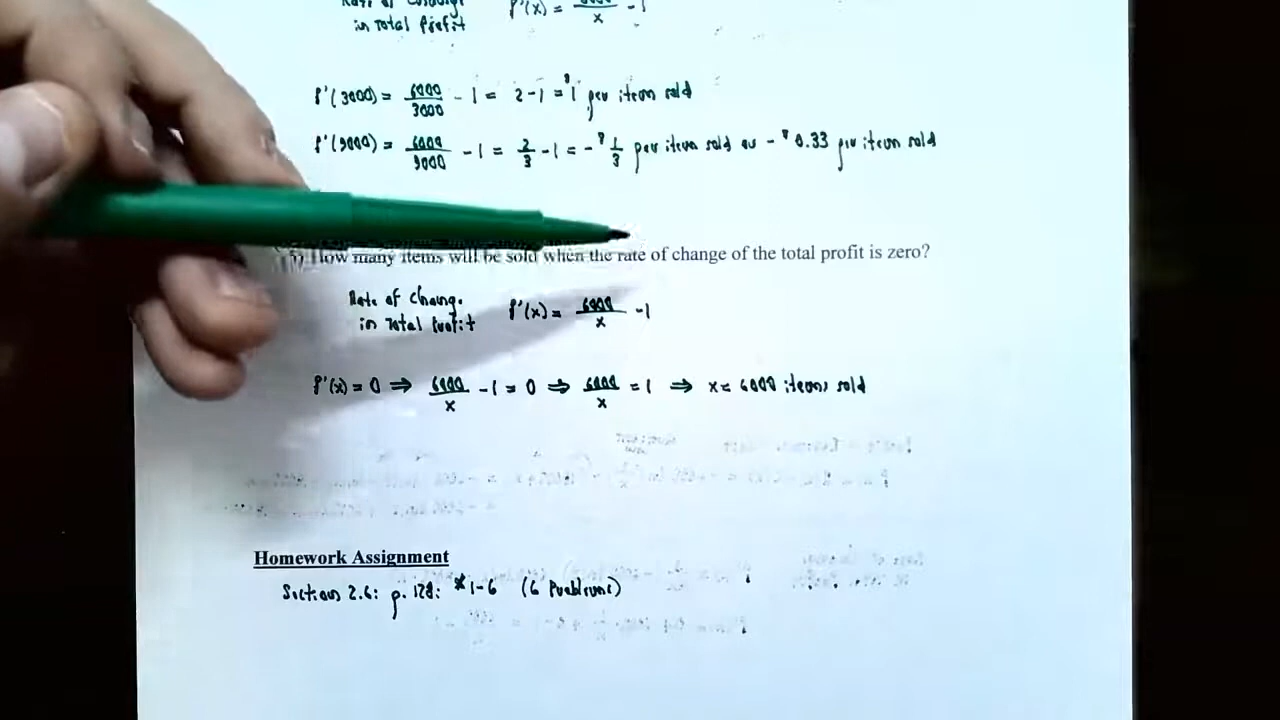 in Total Profit
P'(x) = 6000/x - 1
P'(3000) = 6000/3000 - 1 = 2 - 1 = $1 per item sold
P'(9000) = 6000/9000 - 1 = 2/3 - 1 = -$1/3 per item sold or -$0.33 per item sold
How many items will be sold when the rate of change of the total profit is zero?
Rate of Change
in Total Profit P'(x) = 6000/x - 1
P'(x) = 0 ⇒ 6000/x - 1 = 0 ⇒ 6000/x = 1 ⇒ x = 6000 items sold
Homework Assignment
Section 2.6: p. 128: #1-6 (6 Problems)